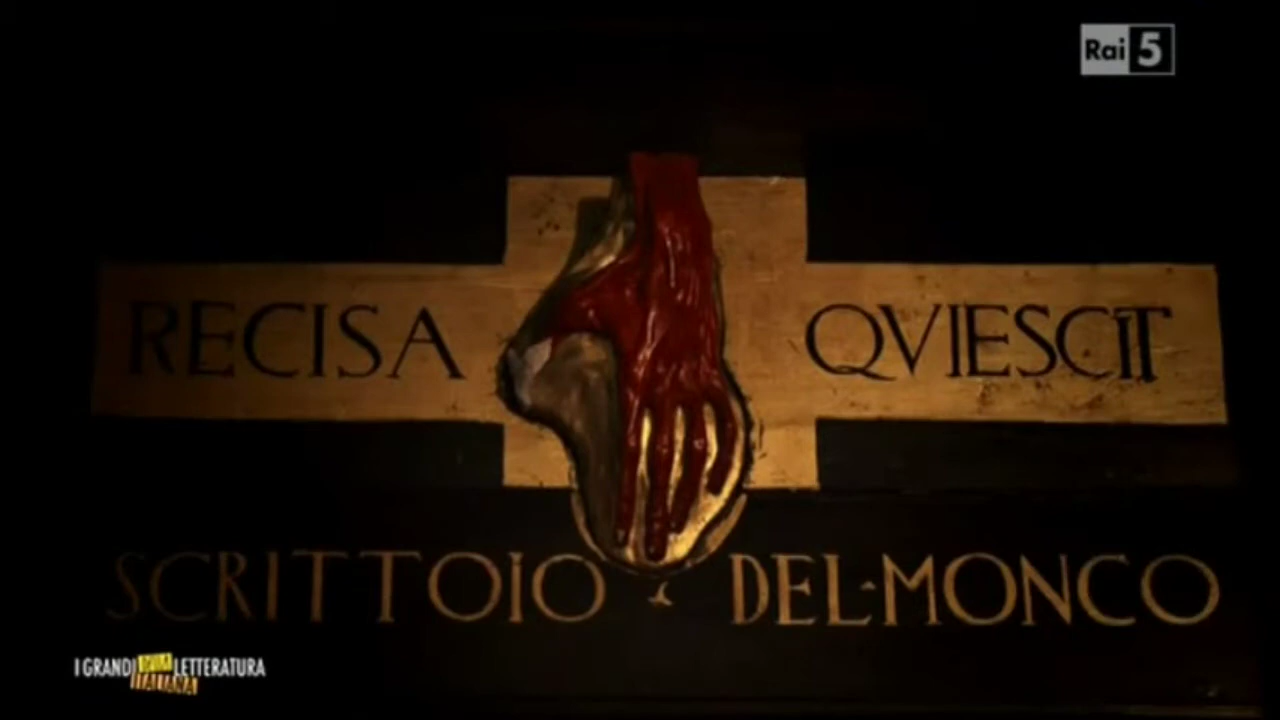 Rai 5
RECISA QVIESCIT
SCRITTOIO DEL-MONCO
I GRANDI DELLA LETTERATURA
ITALIANA